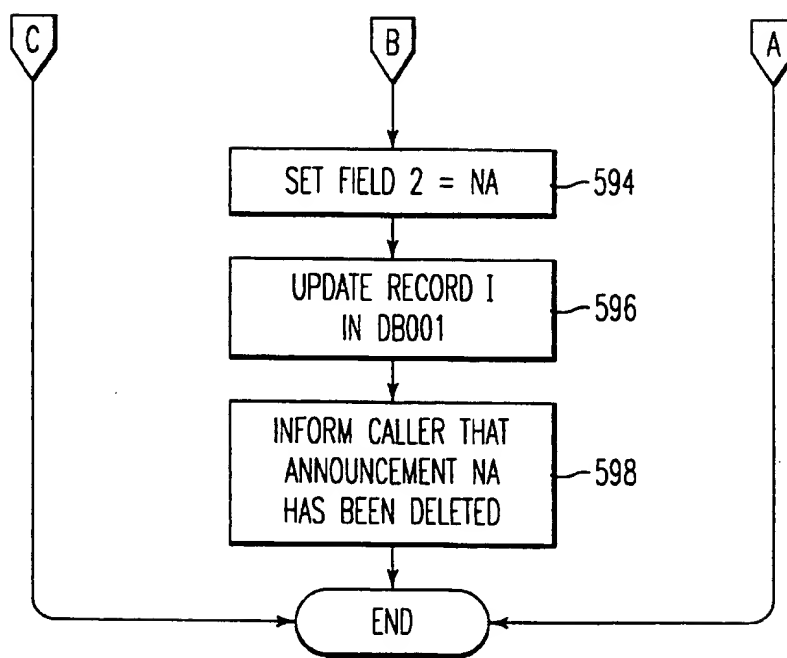 C
B
A
SET FIELD 2 = NA
594
UPDATE RECORD I
IN DB001
596
INFORM CALLER THAT
ANNOUNCEMENT NA
HAS BEEN DELETED
598
END